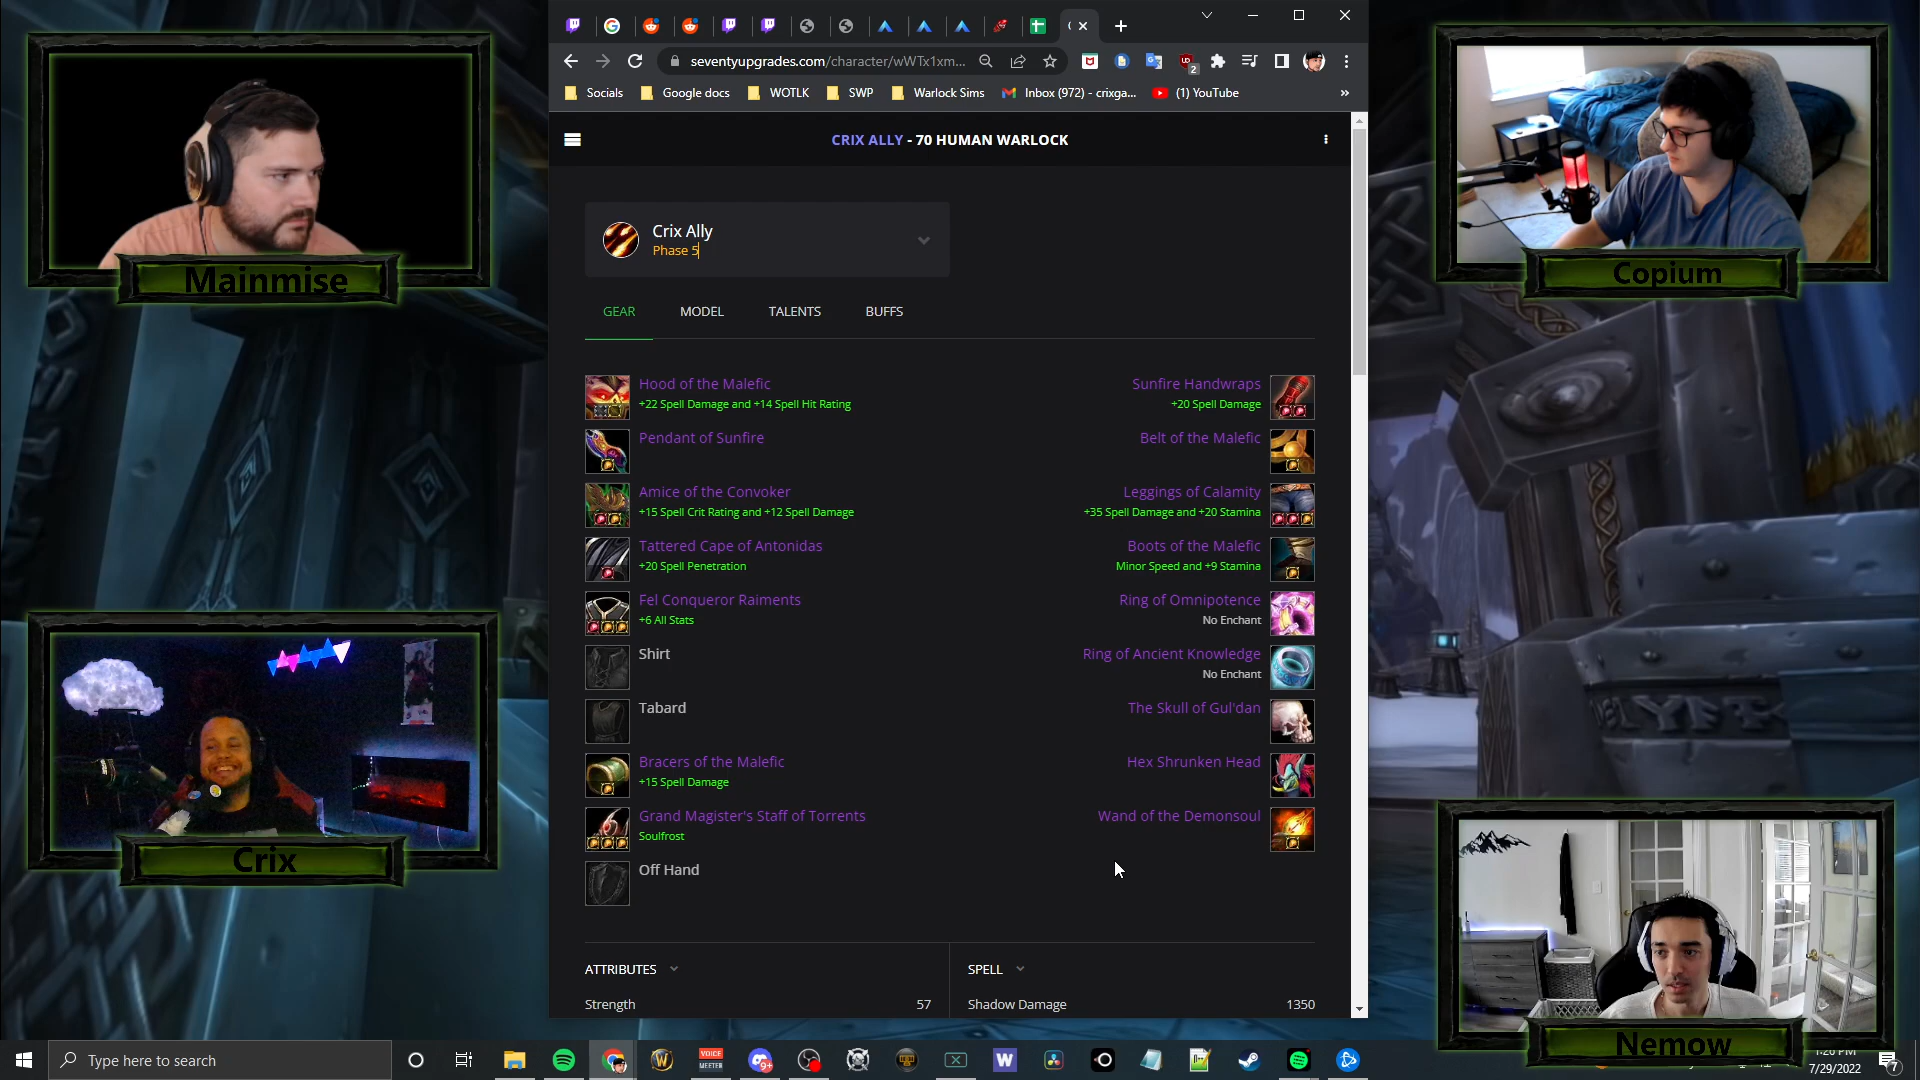 seventyupgrades.com/character/wWTx1xm...
2
Socials
Google docs
WOTLK
SWP
Warlock Sims
Inbox (972) - crixga...
(1) YouTube
»
CRIX ALLY - 70 HUMAN WARLOCK
Crix Ally
Phase 5
GEAR
MODEL
TALENTS
BUFFS
Hood of the Malefic
+22 Spell Damage and +14 Spell Hit Rating
Sunfire Handwraps
+20 Spell Damage
Pendant of Sunfire
Belt of the Malefic
Amice of the Convoker
+15 Spell Crit Rating and +12 Spell Damage
Leggings of Calamity
+35 Spell Damage and +20 Stamina
Tattered Cape of Antonidas
+20 Spell Penetration
Boots of the Malefic
Minor Speed and +9 Stamina
Fel Conqueror Raiments
+6 All Stats
Ring of Omnipotence
No Enchant
Shirt
Ring of Ancient Knowledge
No Enchant
Tabard
The Skull of Gul'dan
Bracers of the Malefic
+15 Spell Damage
Hex Shrunken Head
Grand Magister's Staff of Torrents
Soulfrost
Wand of the Demonsoul
Off Hand
ATTRIBUTES
SPELL
Strength
57
Shadow Damage
1350
Mainmise
Copium
Crix
Nemow
Type here to search
VOICE
MEETER
9+
W
1:26 PM
7/29/2022
7